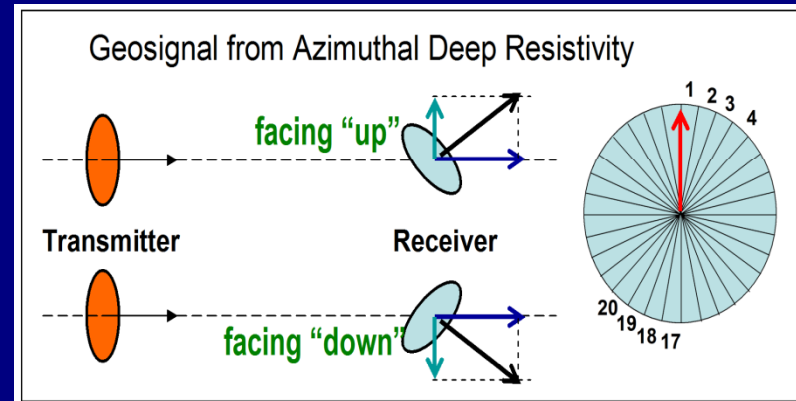 Geosignal from Azimuthal Deep Resistivity
facing “up”
1 2 3 4
Transmitter
Receiver
facing “down”
20
19
18 17